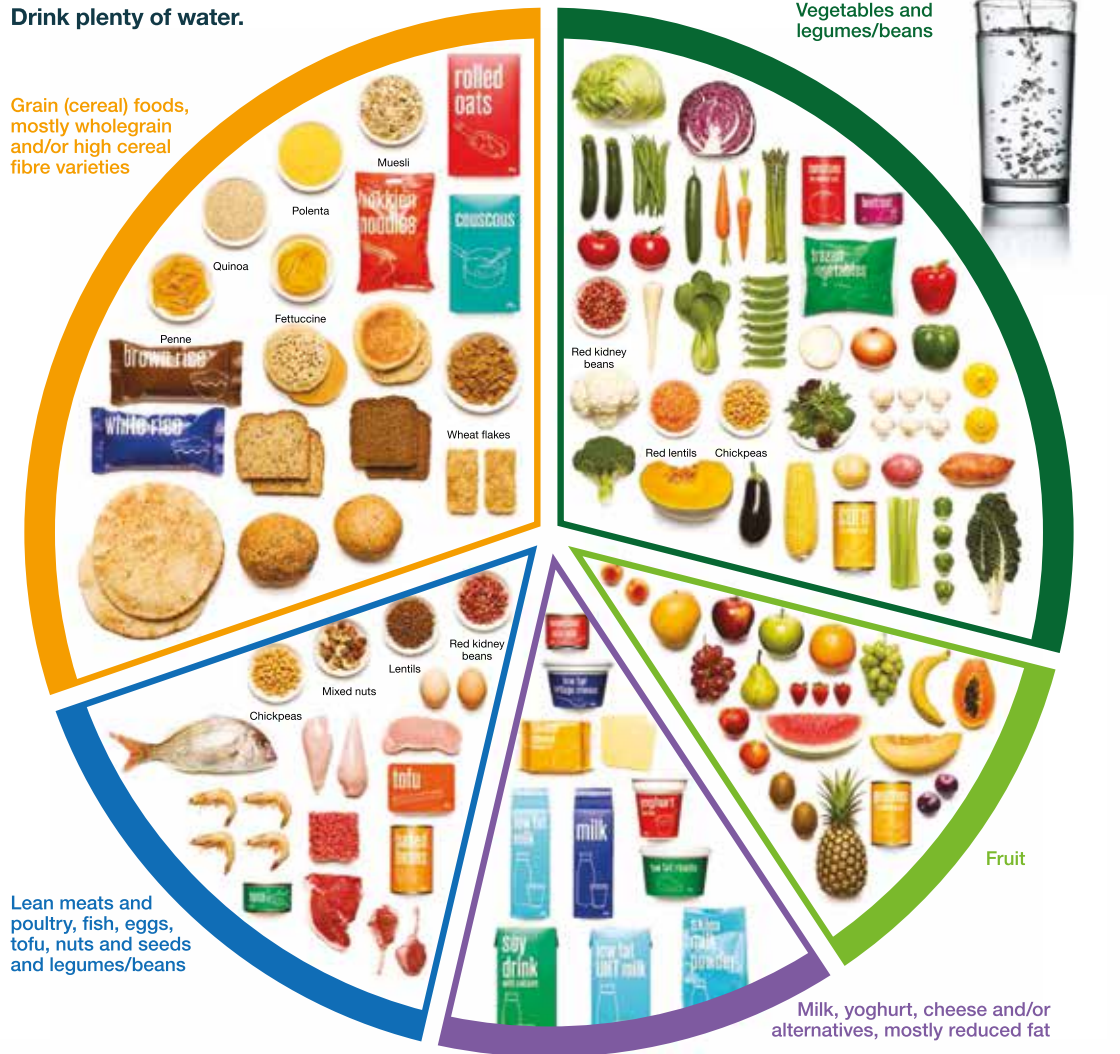 Drink plenty of water.
Vegetables and
legumes/beans
Grain (cereal) foods,
mostly wholegrain
and/or high cereal
fibre varieties
rolled
oats
Muesli
Polenta
hokkien
noodles
couscous
Quinoa
Fettuccine
Penne
brown rice
white rice
Wheat flakes
beetroot
frozen
vegetables
Red kidney
beans
Red lentils
Chickpeas
corn
Red kidney
beans
Lentils
Mixed nuts
Chickpeas
tofu
low fat
cottage cheese
yoghurt
low fat
milk
milk
low fat ricotta
soy
drink
with calcium
low fat
UHT milk
skim
milk
powder
Fruit
Lean meats and
poultry, fish, eggs,
tofu, nuts and seeds
and legumes/beans
Milk, yoghurt, cheese and/or
alternatives, mostly reduced fat